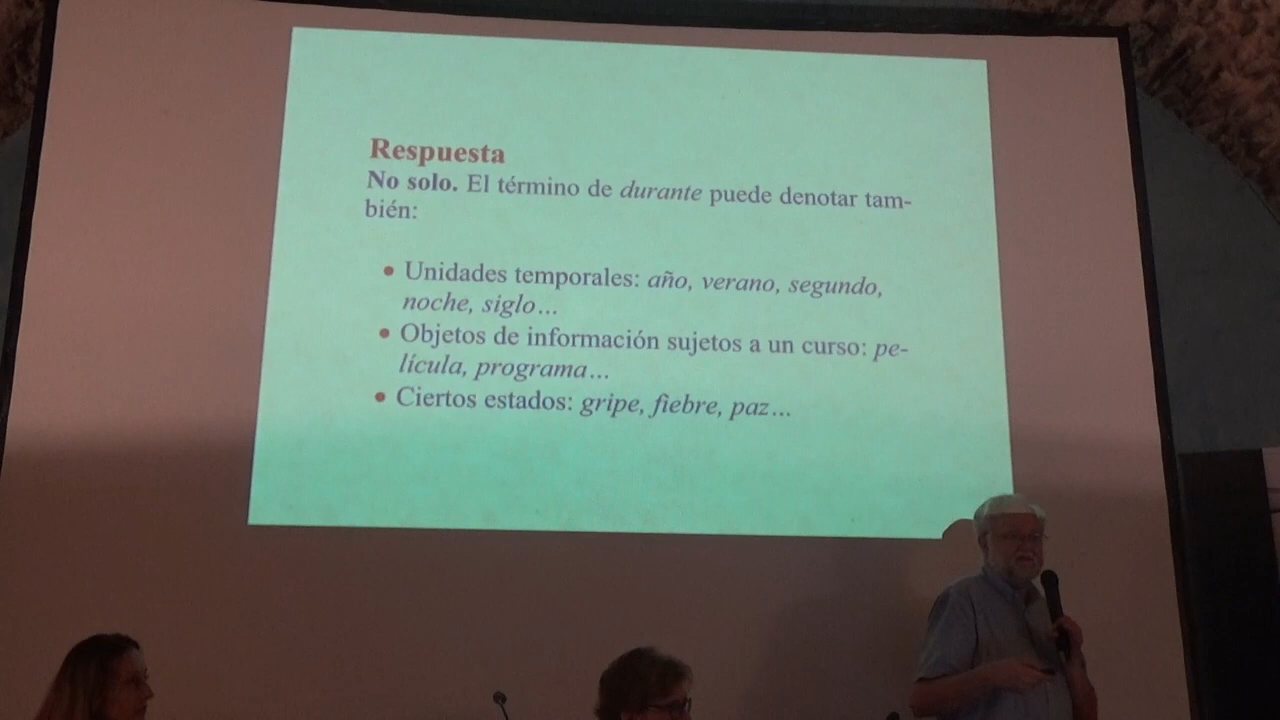 Respuesta
No solo. El término de durante puede denotar tam-
bién:
• Unidades temporales: año, verano, segundo,
noche, siglo...
• Objetos de información sujetos a un curso: pe-
lícula, programa...
• Ciertos estados: gripe, fiebre, paz...